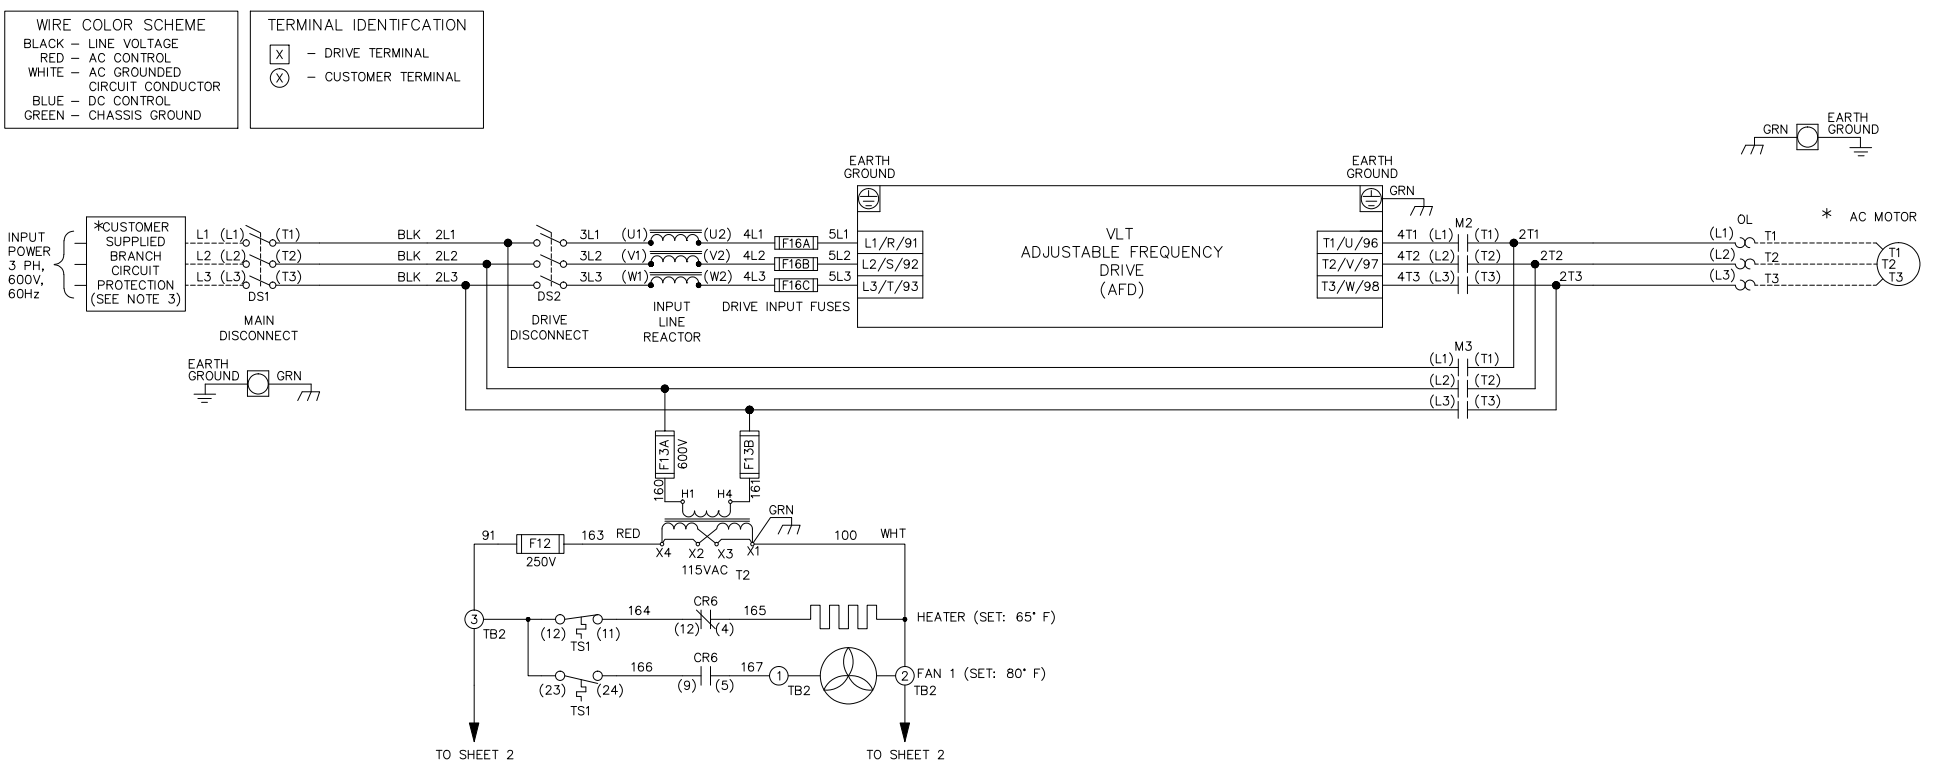 WIRE COLOR SCHEME
BLACK – LINE VOLTAGE
RED – AC CONTROL
WHITE – AC GROUNDED
CIRCUIT CONDUCTOR
BLUE – DC CONTROL
GREEN – CHASSIS GROUND
TERMINAL IDENTIFCATION
X – DRIVE TERMINAL
X – CUSTOMER TERMINAL
INPUT
POWER
3 PH,
600V,
60Hz
*CUSTOMER
SUPPLIED
BRANCH
CIRCUIT
PROTECTION
(SEE NOTE 3)
L1 (L1) (T1)
L2 (L2) (T2)
L3 (L3) (T3)
DS1
MAIN
DISCONNECT
EARTH
GROUND
GRN
BLK 2L1
BLK 2L2
BLK 2L3
DS2
DRIVE
DISCONNECT
3L1 (U1) (U2) 4L1 F16A 5L1
3L2 (V1) (V2) 4L2 F16B 5L2
3L3 (W1) (W2) 4L3 F16C 5L3
INPUT
LINE
REACTOR
DRIVE INPUT FUSES
EARTH
GROUND
L1/R/91
L2/S/92
L3/T/93
VLT
ADJUSTABLE FREQUENCY
DRIVE
(AFD)
EARTH
GROUND
GRN
T1/U/96
T2/V/97
T3/W/98
M2
4T1 (L1) (T1) 2T1
4T2 (L2) (T2) 2T2
4T3 (L3) (T3) 2T3
M3
(L1) (T1)
(L2) (T2)
(L3) (T3)
GRN
EARTH
GROUND
OL
(L1) T1
(L2) T2
(L3) T3
* AC MOTOR
T1
T2
T3
F13A
600V
F13B
160
161
H1 H4
GRN
91 F12 163 RED
250V
X4 X2 X3 X1
115VAC T2
100 WHT
3
TB2
(12) (11)
TS1
164
CR6
(12) (4)
165
HEATER (SET: 65° F)
(23) (24)
TS1
166
CR6
(9) (5)
167
1
TB2
2
TB2
FAN 1 (SET: 80° F)
TO SHEET 2
TO SHEET 2